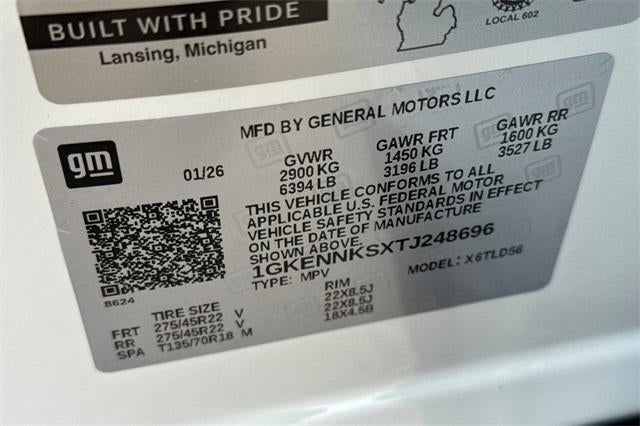 BUILT WITH PRIDE
Lansing, Michigan
LOCAL 602
gm
MFD BY GENERAL MOTORS LLC
01/26
GVWR GAWR FRT GAWR RR
2900 KG 1450 KG 1600 KG
6394 LB 3196 LB 3527 LB
THIS VEHICLE CONFORMS TO ALL
APPLICABLE U.S. FEDERAL MOTOR
VEHICLE SAFETY STANDARDS IN EFFECT
ON THE DATE OF MANUFACTURE
SHOWN ABOVE.
1GKENNKSXTJ248696
TYPE: MPV MODEL: X6TLD56
8624
TIRE SIZE RIM
FRT 275/45R22 V 22X8.5J
RR 275/45R22 V 22X8.5J
SPA T135/70R18 M 18X4.5B